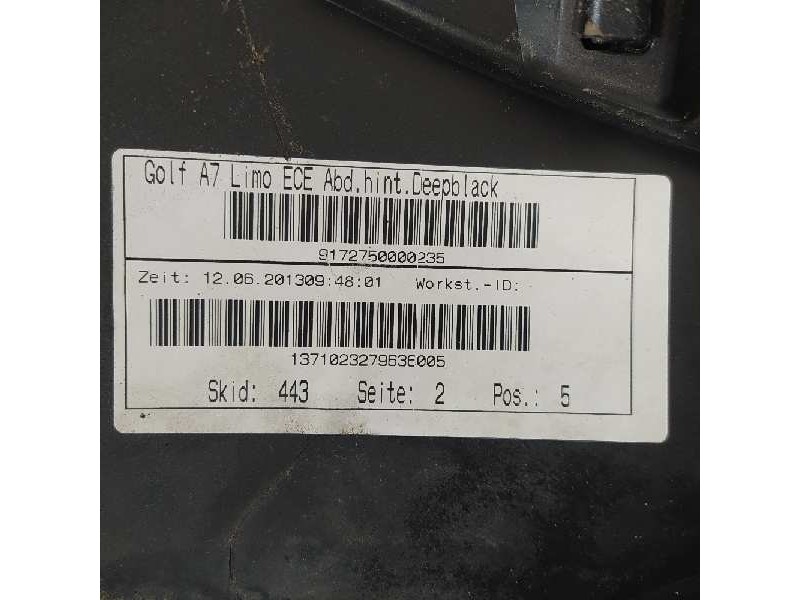 Golf A7 Limo ECE Abd.hint.Deepblack
9172750000235
Zeit: 12.06.201309:48:01 Workst.-ID:
137102327963E005
Skid: 443 Seite: 2 Pos.: 5